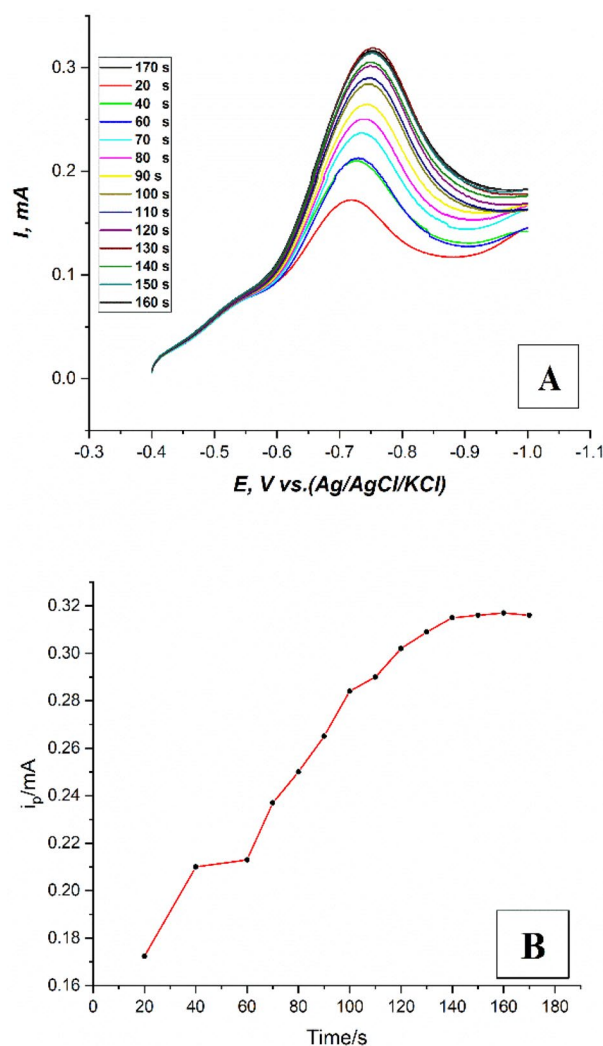 0.3
0.2
0.1
0.0
I, mA
170 s
20 s
40 s
60 s
70 s
80 s
90 s
100 s
110 s
120 s
130 s
140 s
150 s
160 s
A
-0.3 -0.4 -0.5 -0.6 -0.7 -0.8 -0.9 -1.0 -1.1
E, V vs.(Ag/AgCl/KCl)
0.32
0.30
0.28
0.26
0.24
0.22
0.20
0.18
0.16
ip/mA
B
0 20 40 60 80 100 120 140 160 180
Time/s